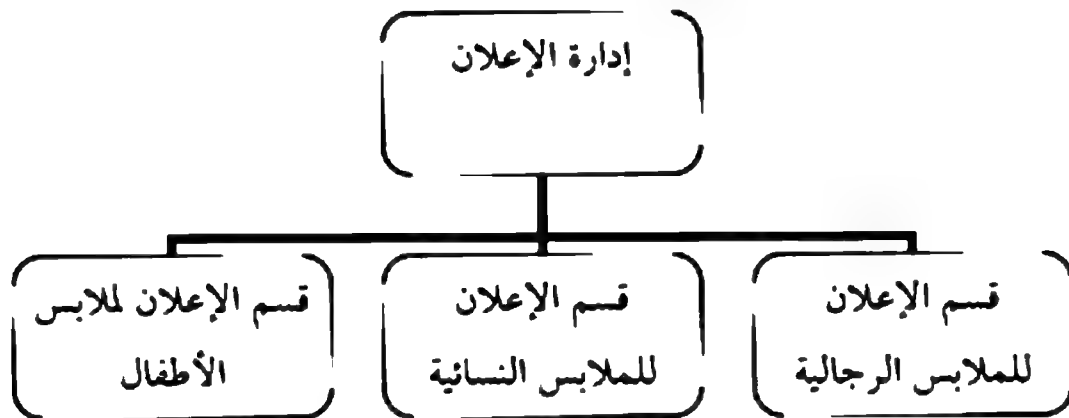 إدارة الإعلان
قسم الإعلان
للملابس الرجالية
قسم الإعلان
للملابس النسائية
قسم الإعلان لملابس
الأطفال